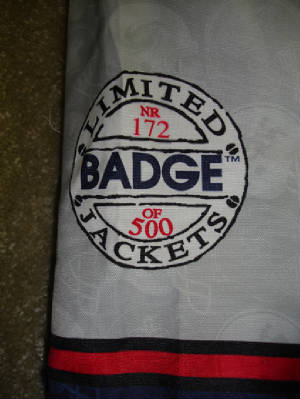 LIMITED
NR
172
BADGE™
OF
500
JACKETS